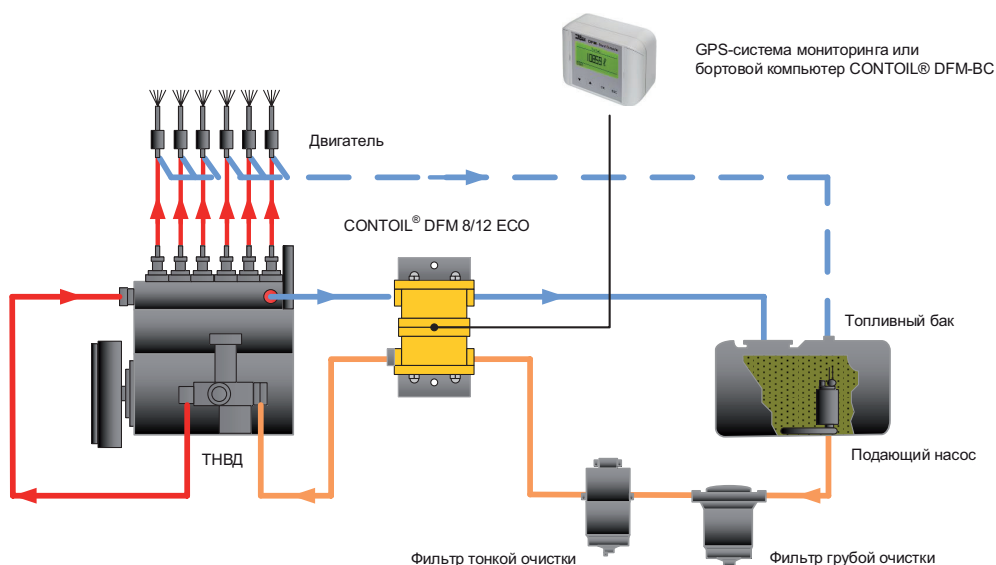 GPS-система мониторинга или
бортовой компьютер CONTOIL® DFM-BC
Двигатель
CONTOIL® DFM 8/12 ECO
Топливный бак
Подающий насос
ТНВД
Фильтр тонкой очистки
Фильтр грубой очистки